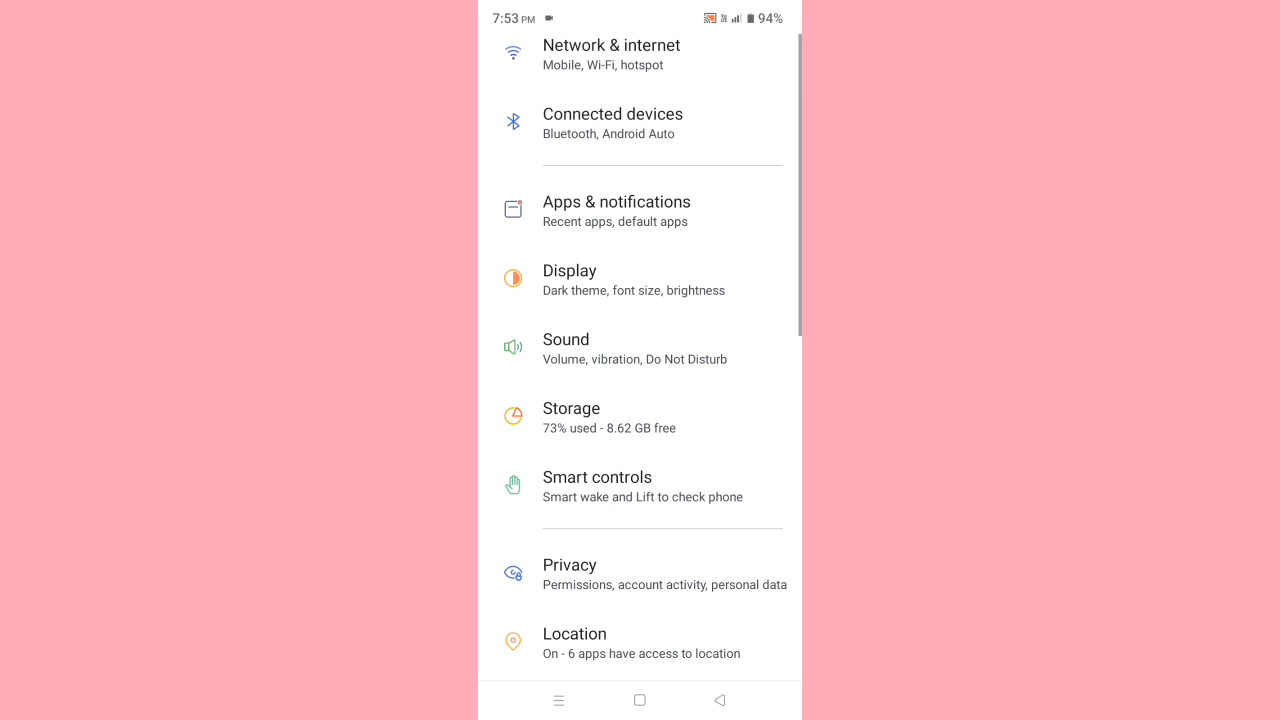 7:53 PM 94%
Network & internet
Mobile, Wi-Fi, hotspot
Connected devices
Bluetooth, Android Auto
Apps & notifications
Recent apps, default apps
Display
Dark theme, font size, brightness
Sound
Volume, vibration, Do Not Disturb
Storage
73% used - 8.62 GB free
Smart controls
Smart wake and Lift to check phone
Privacy
Permissions, account activity, personal data
Location
On - 6 apps have access to location